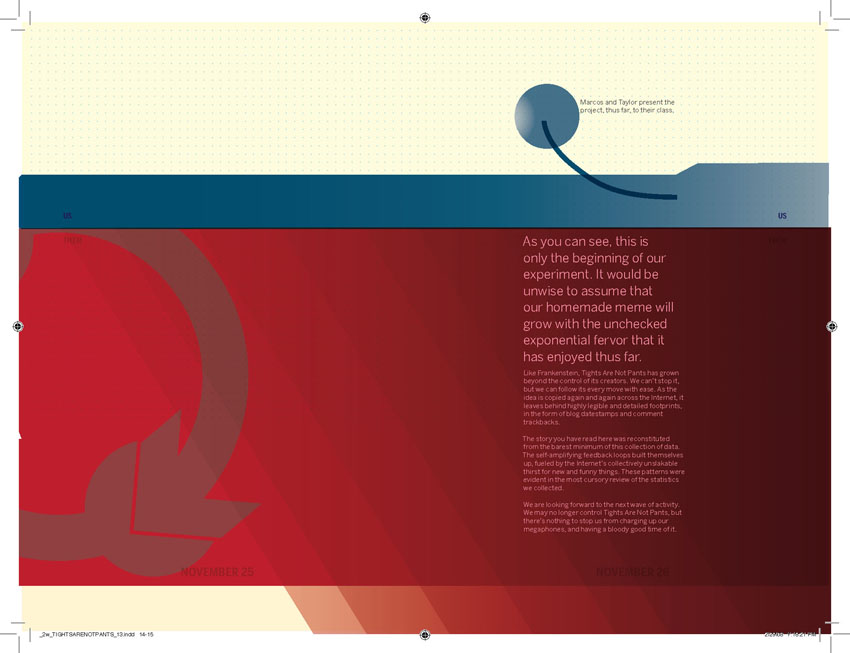 Marcos and Taylor present the
project, thus far, to their class.
US
US
THEM
As you can see, this is
only the beginning of our
experiment. It would be
unwise to assume that
our homemade meme will
grow with the unchecked
exponential fervor that it
has enjoyed thus far.
Like Frankenstein, Tights Are Not Pants has grown
beyond the control of its creators. We can't stop it,
but we can follow its every move with ease. As the
idea is copied again and again across the Internet, it
leaves behind highly legible and detailed footprints,
in the form of blog datestamps and comment
trackbacks.
The story you have read here was reconstituted
from the barest minimum of this collection of data.
The self-amplifying feedback loops built themselves
up, fueled by the Internet's collectively unslakable
thirst for new and funny things. These patterns were
evident in the most cursory review of the statistics
we collected.
We are looking forward to the next wave of activity.
We may no longer control Tights Are Not Pants, but
there's nothing to stop us from charging up our
megaphones, and having a bloody good time of it.
NOVEMBER 25
NOVEMBER 26
_2w_TIGHTSARENOTPANTS_13.indd 14-15